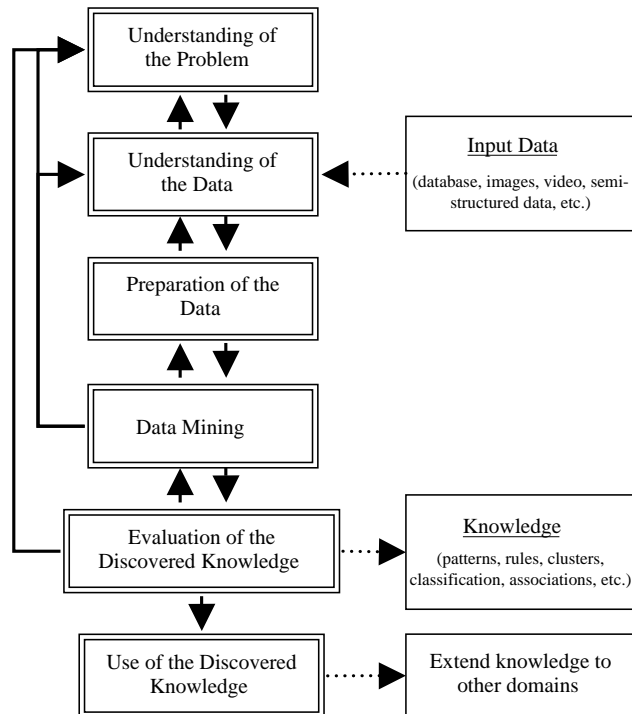 Understanding of
the Problem
Understanding of
the Data
Input Data
(database, images, video, semi-
structured data, etc.)
Preparation of the
Data
Data Mining
Evaluation of the
Discovered Knowledge
Knowledge
(patterns, rules, clusters,
classification, associations, etc.)
Use of the Discovered
Knowledge
Extend knowledge to
other domains